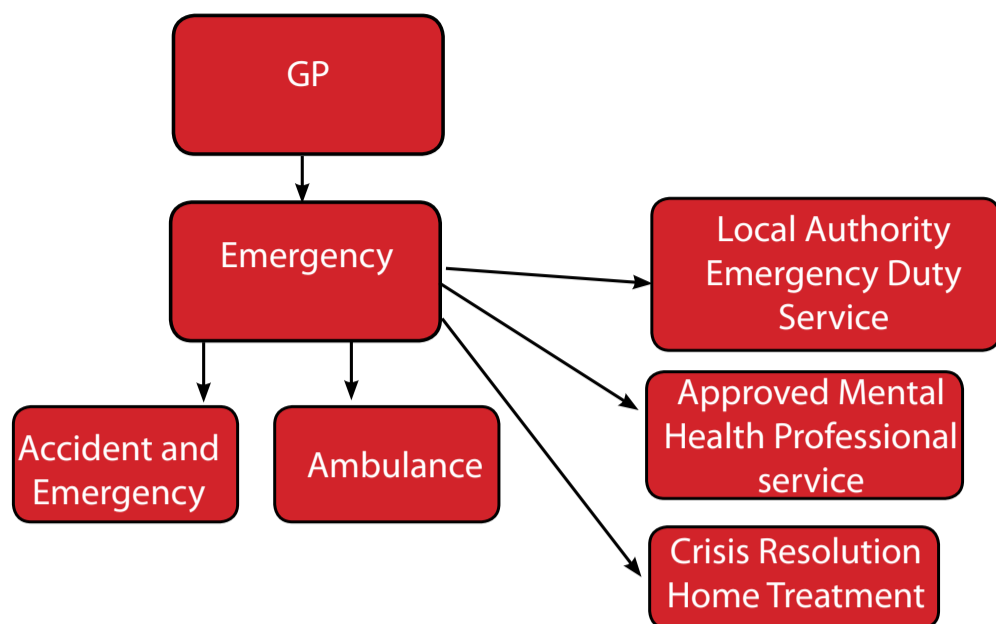 GP
Emergency
Local Authority
Emergency Duty
Service
Accident and
Emergency
Ambulance
Approved Mental
Health Professional
service
Crisis Resolution
Home Treatment